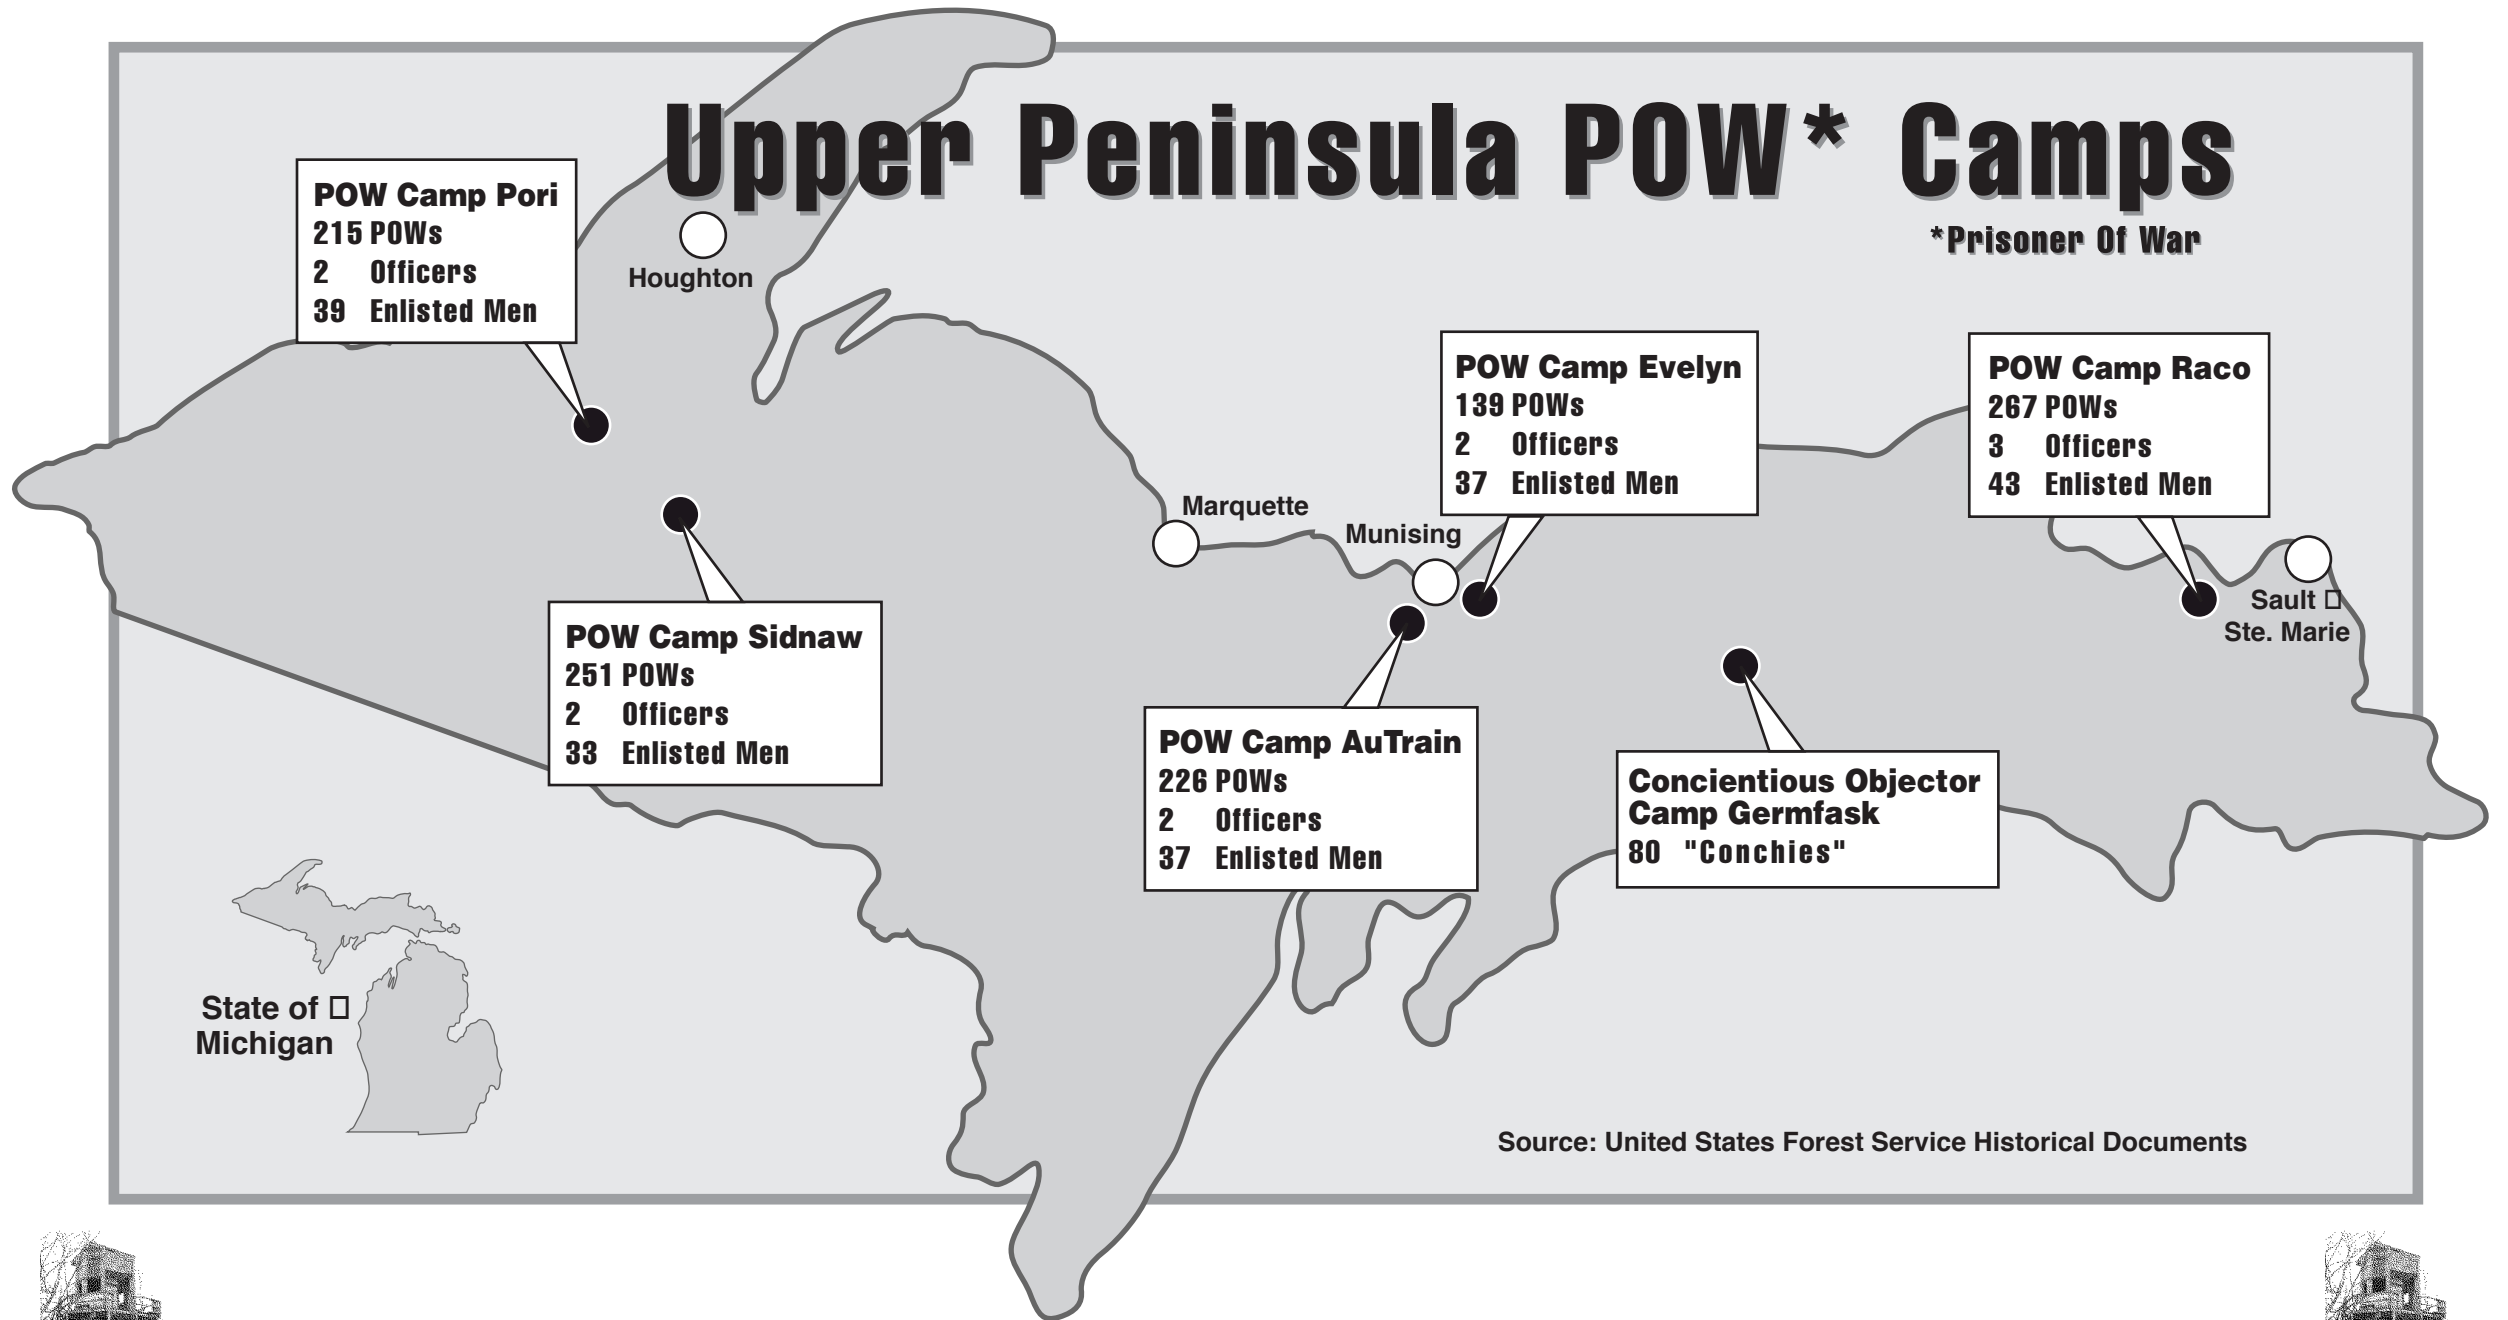 Upper Peninsula POW* Camps
*Prisoner Of War
POW Camp Pori
215 POWs
2 Officers
39 Enlisted Men
Houghton
POW Camp Evelyn
139 POWs
2 Officers
37 Enlisted Men
POW Camp Raco
267 POWs
3 Officers
43 Enlisted Men
Marquette
Munising
Sault
Ste. Marie
POW Camp Sidnaw
251 POWs
2 Officers
33 Enlisted Men
POW Camp AuTrain
226 POWs
2 Officers
37 Enlisted Men
Concientious Objector
Camp Germfask
80 "Conchies"
State of
Michigan
Source: United States Forest Service Historical Documents